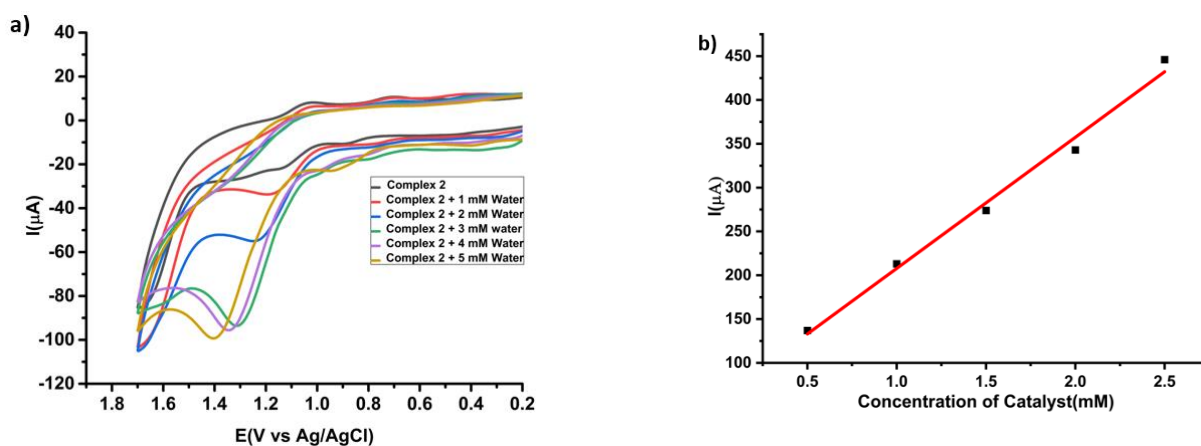 a)
40
20
0
-20
-40
-60
-80
-100
-120
I(µA)
1.8 1.6 1.4 1.2 1.0 0.8 0.6 0.4 0.2
E(V vs Ag/AgCl)
Complex 2
Complex 2 + 1 mM Water
Complex 2 + 2 mM Water
Complex 2 + 3 mM water
Complex 2 + 4 mM Water
Complex 2 + 5 mM Water
b)
450
400
350
300
250
200
150
100
I(µA)
0.5 1.0 1.5 2.0 2.5
Concentration of Catalyst(mM)